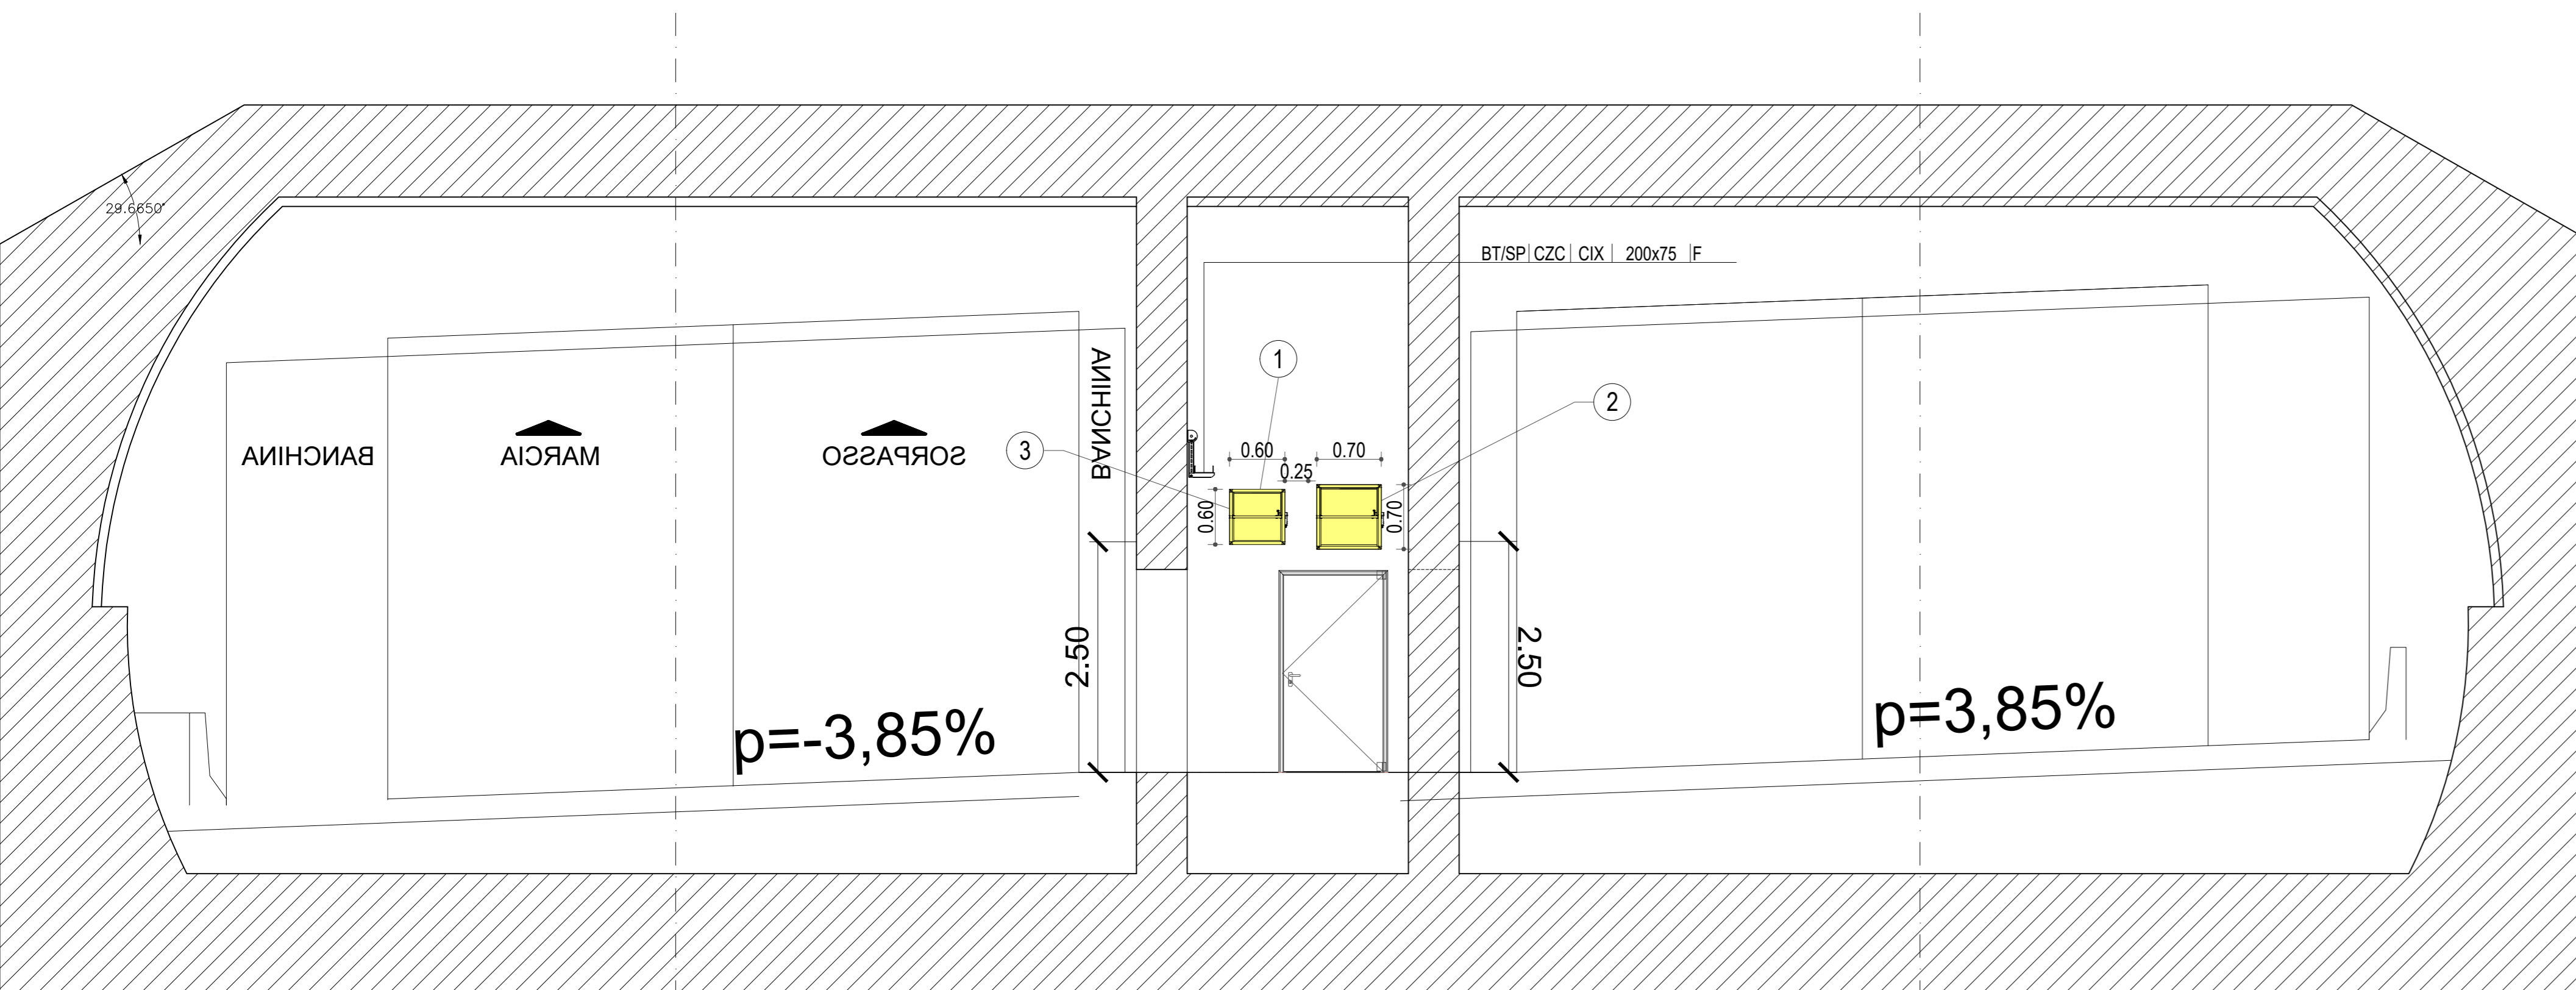 29.6650°
BT/SP CZC CIX 200x75 F
1
2
3
BANCHINA
MARCIA
SORPASSO
BANCHINA
0.60
0.70
0.25
0.60
0.70
2.50
2.50
p=-3,85%
p=3,85%